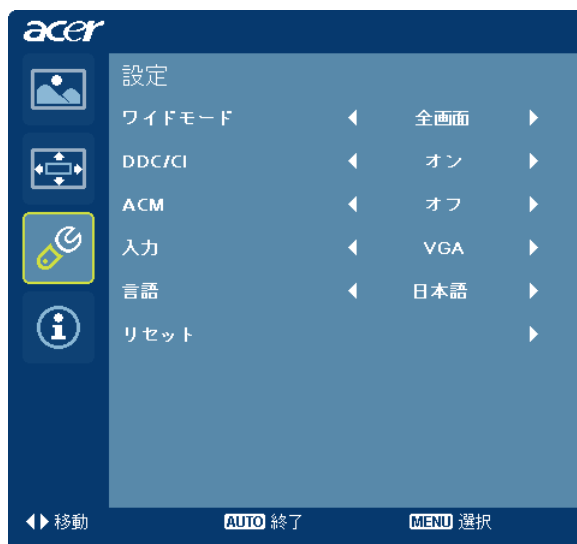 acer
設定
ワイドモード 全画面
DDC/CI オン
ACM オフ
入力 VGA
言語 日本語
リセット
移動 AUTO 終了 MENU 選択